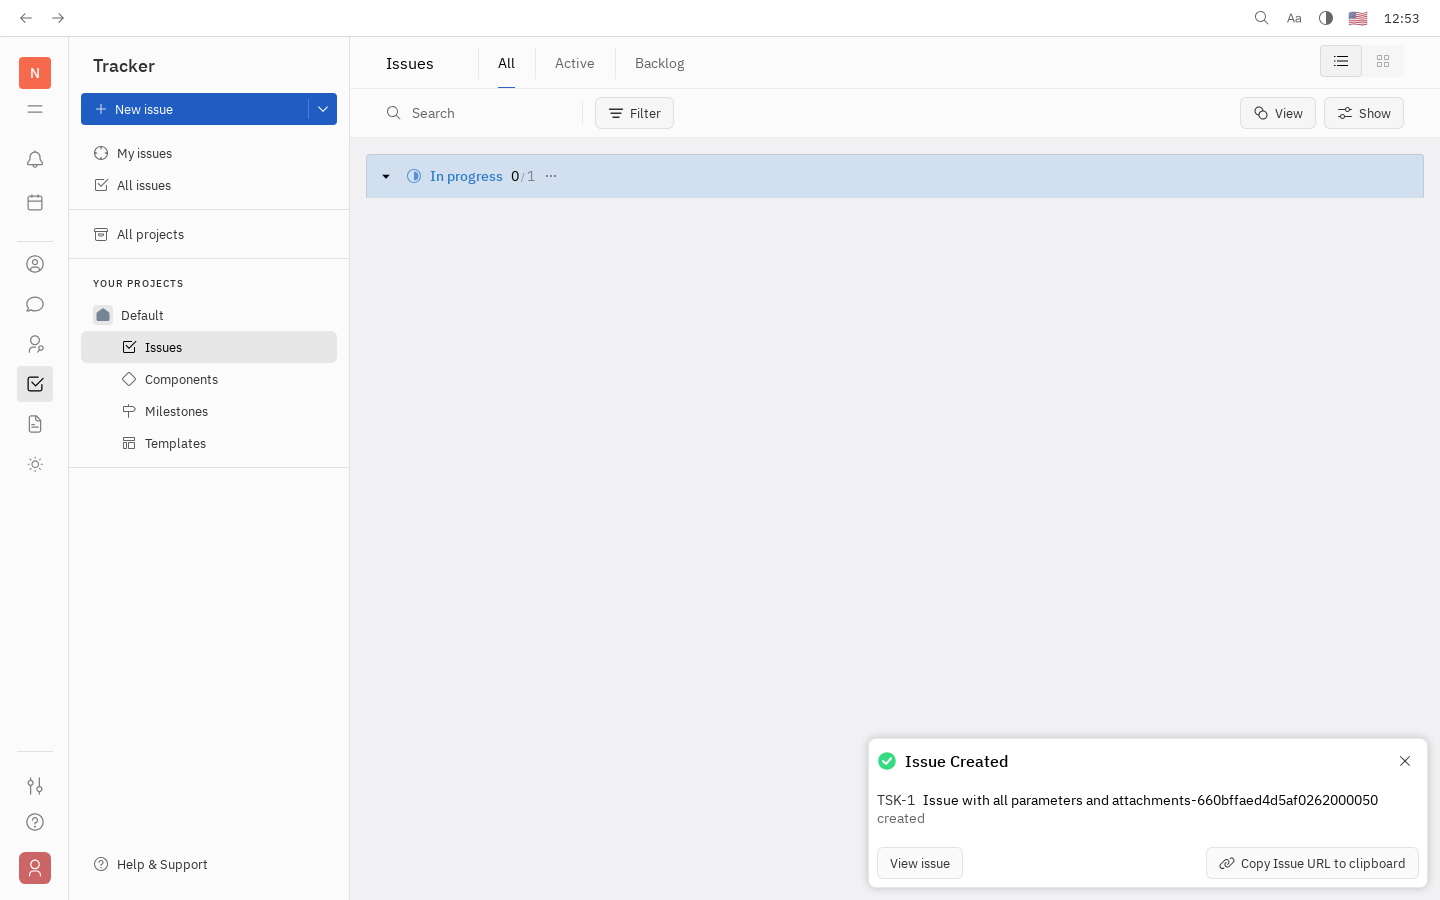 Aa
12:53
N
Tracker
New issue
My issues
All issues
All projects
YOUR PROJECTS
Default
Issues
Components
Milestones
Templates
Help & Support
Issues
All
Active
Backlog
Search
Filter
View
Show
In progress 0/1
Issue Created
TSK-1 Issue with all parameters and attachments-660bffaed4d5af0262000050
created
View issue
Copy Issue URL to clipboard